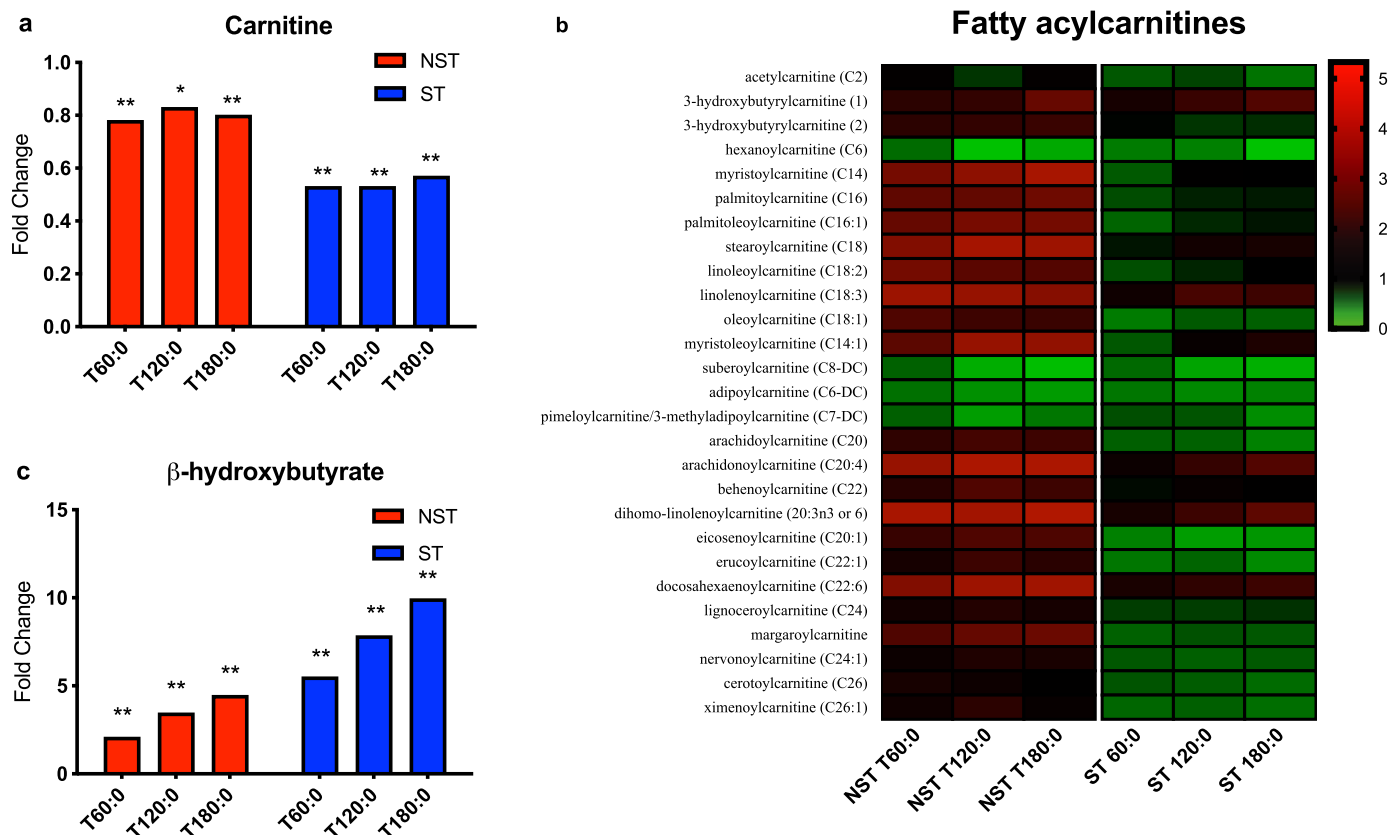 a
Carnitine
NST
ST
Fold Change
1.0
0.8
0.6
0.4
0.2
0.0
** * ** ** ** **
T60:0 T120:0 T180:0 T60:0 T120:0 T180:0
b
Fatty acylcarnitines
acetylcarnitine (C2)
3-hydroxybutyrylcarnitine (1)
3-hydroxybutyrylcarnitine (2)
hexanoylcarnitine (C6)
myristoylcarnitine (C14)
palmitoylcarnitine (C16)
palmitoleoylcarnitine (C16:1)
stearoylcarnitine (C18)
linoleoylcarnitine (C18:2)
linolenoylcarnitine (C18:3)
oleoylcarnitine (C18:1)
myristoleoylcarnitine (C14:1)
suberoylcarnitine (C8-DC)
adipoylcarnitine (C6-DC)
pimeloylcarnitine/3-methyladipoylcarnitine (C7-DC)
arachidoylcarnitine (C20)
arachidonoylcarnitine (C20:4)
behenoylcarnitine (C22)
dihomo-linolenoylcarnitine (20:3n3 or 6)
eicosenoylcarnitine (C20:1)
erucoylcarnitine (C22:1)
docosahexaenoylcarnitine (C22:6)
lignoceroylcarnitine (C24)
margaroylcarnitine
nervonoylcarnitine (C24:1)
cerotoylcarnitine (C26)
ximenoylcarnitine (C26:1)
NST T60:0 NST T120:0 NST T180:0 ST 60:0 ST 120:0 ST 180:0
5
4
3
2
1
0
c
β-hydroxybutyrate
NST
ST
Fold Change
15
10
5
0
** ** ** ** ** **
T60:0 T120:0 T180:0 T60:0 T120:0 T180:0